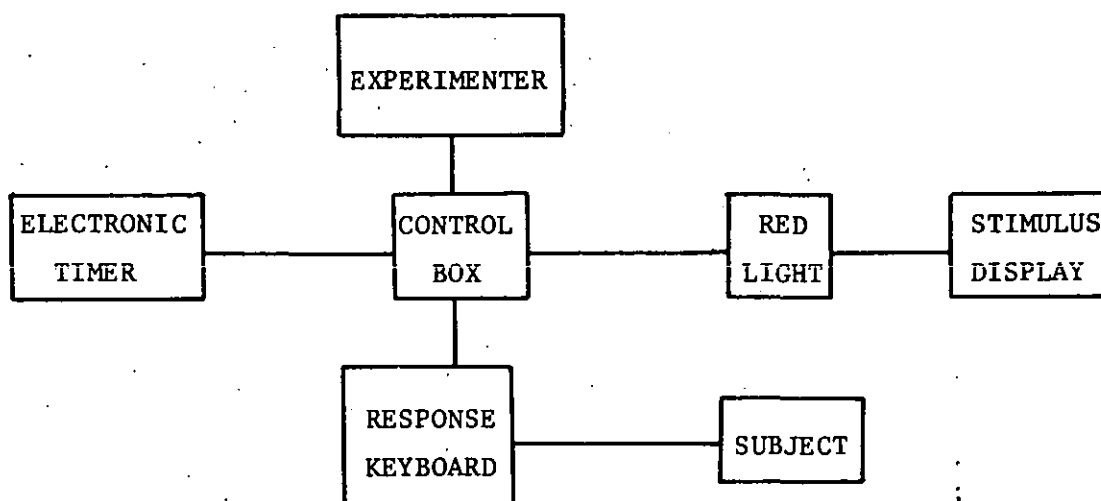 EXPERIMENTER
ELECTRONIC
TIMER
CONTROL
BOX
RED
LIGHT
STIMULUS
DISPLAY
RESPONSE
KEYBOARD
SUBJECT